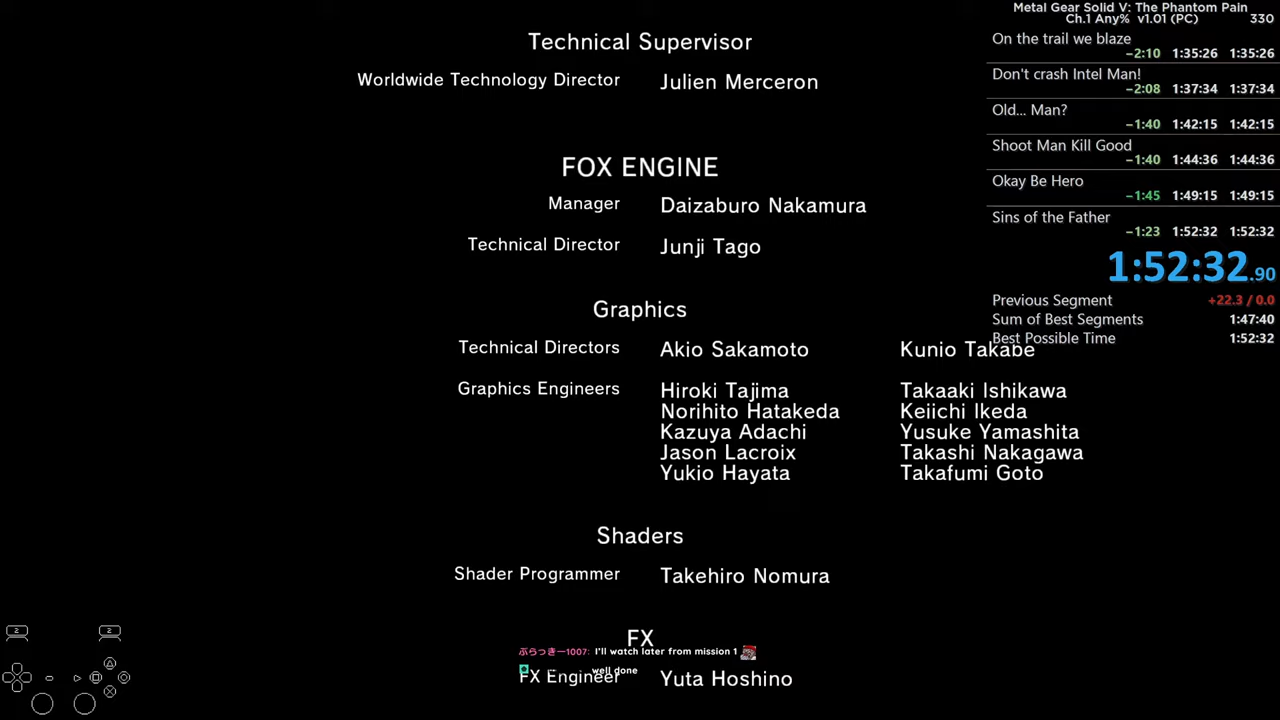 Technical Supervisor
Worldwide Technology Director Julien Merceron
FOX ENGINE
Manager Daizaburo Nakamura
Technical Director Junji Tago
Graphics
Technical Directors Akio Sakamoto Kunio Takabe
Graphics Engineers Hiroki Tajima Takaaki Ishikawa
Norihito Hatakeda Keiichi Ikeda
Kazuya Adachi Yusuke Yamashita
Jason Lacroix Takashi Nakagawa
Yukio Hayata Takafumi Goto
Shaders
Shader Programmer Takehiro Nomura
FX
ぶらっきー1007: I'll watch later from mission 1
well done
FX Engineer Yuta Hoshino
Metal Gear Solid V: The Phantom Pain
Ch.1 Any% v1.01 (PC) 330
On the trail we blaze
-2:10 1:35:26 1:35:26
Don't crash Intel Man!
-2:08 1:37:34 1:37:34
Old... Man?
-1:40 1:42:15 1:42:15
Shoot Man Kill Good
-1:40 1:44:36 1:44:36
Okay Be Hero
-1:45 1:49:15 1:49:15
Sins of the Father
-1:23 1:52:32 1:52:32
1:52:32.90
Previous Segment +22.3 / 0.0
Sum of Best Segments 1:47:40
Best Possible Time 1:52:32
2 2